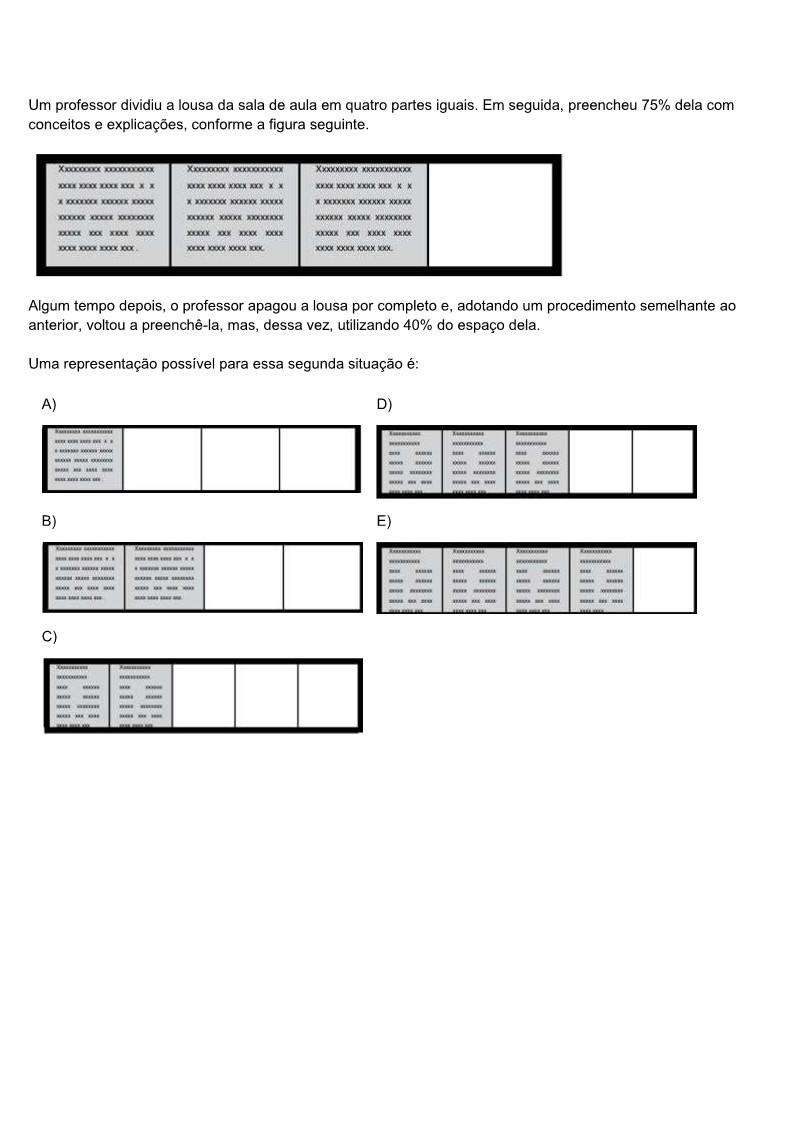 Um professor dividiu a lousa da sala de aula em quatro partes iguais. Em seguida, preencheu 75% dela com
conceitos e explicações, conforme a figura seguinte.
Xxxxxxxxx xxxxxxxxxxx
xxxx xxxx xxxx xxx x x
x xxxxxxx xxxxxx xxxxx
xxxxxx xxxxx xxxxxxxx
xxxxx xxx xxxx xxxx
xxxx xxxx xxxx xxx .
Xxxxxxxxx xxxxxxxxxxx
xxxx xxxx xxxx xxx x x
x xxxxxxx xxxxxx xxxxx
xxxxxx xxxxx xxxxxxxx
xxxxx xxx xxxx xxxx
xxxx xxxx xxxx xxx.
Xxxxxxxxx xxxxxxxxxxx
xxxx xxxx xxxx xxx x x
x xxxxxxx xxxxxx xxxxx
xxxxxx xxxxx xxxxxxxx
xxxxx xxx xxxx xxxx
xxxx xxxx xxxx xxx.
Algum tempo depois, o professor apagou a lousa por completo e, adotando um procedimento semelhante ao
anterior, voltou a preenchê-la, mas, dessa vez, utilizando 40% do espaço dela.
Uma representação possível para essa segunda situação é:
A)
B)
C)
D)
E)